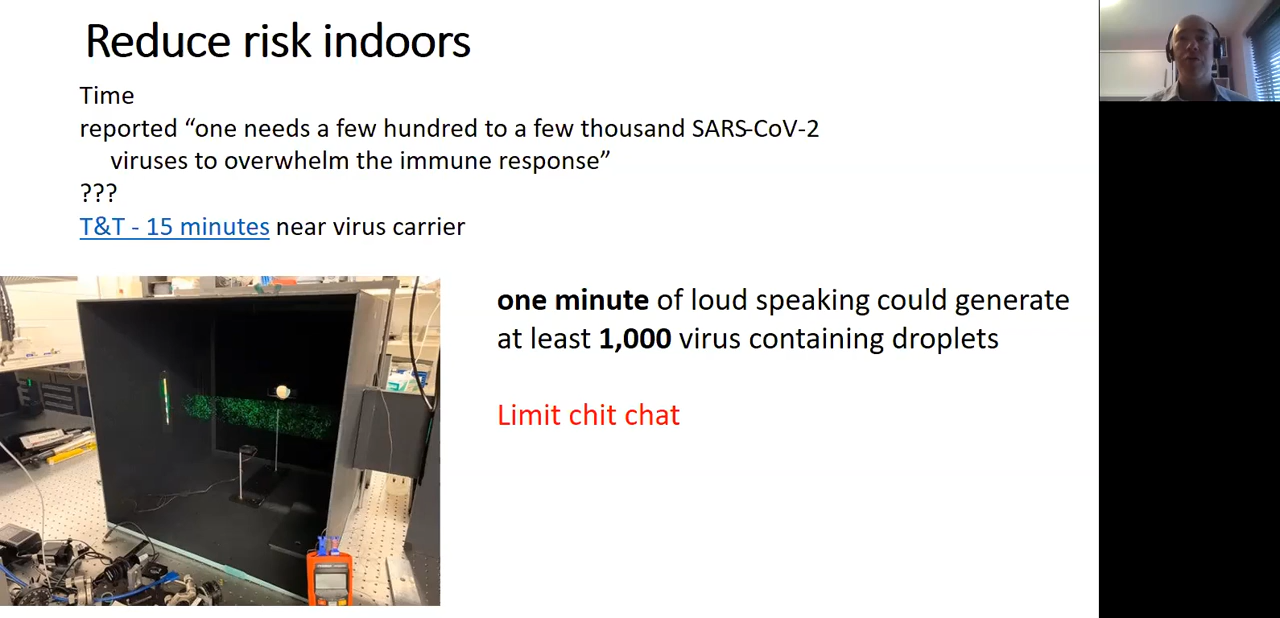 Reduce risk indoors
Time
reported “one needs a few hundred to a few thousand SARS-CoV-2
viruses to overwhelm the immune response”
???
T&T - 15 minutes near virus carrier
one minute of loud speaking could generate
at least 1,000 virus containing droplets
Limit chit chat